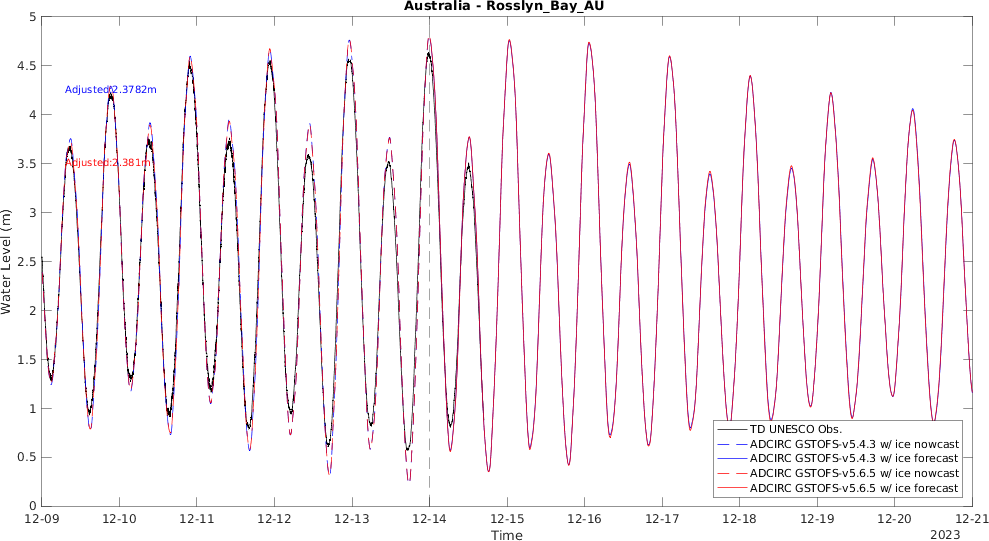 Australia - Rosslyn_Bay_AU
5
4.5
4
3.5
3
2.5
2
1.5
1
0.5
0
Water Level (m)
Adjusted:2.3782m
Adjusted:2.381m
TD UNESCO Obs.
ADCIRC GSTOFS-v5.4.3 w/ ice nowcast
ADCIRC GSTOFS-v5.4.3 w/ ice forecast
ADCIRC GSTOFS-v5.6.5 w/ ice nowcast
ADCIRC GSTOFS-v5.6.5 w/ ice forecast
12-09 12-10 12-11 12-12 12-13 12-14 12-15 12-16 12-17 12-18 12-19 12-20 12-21
Time
2023